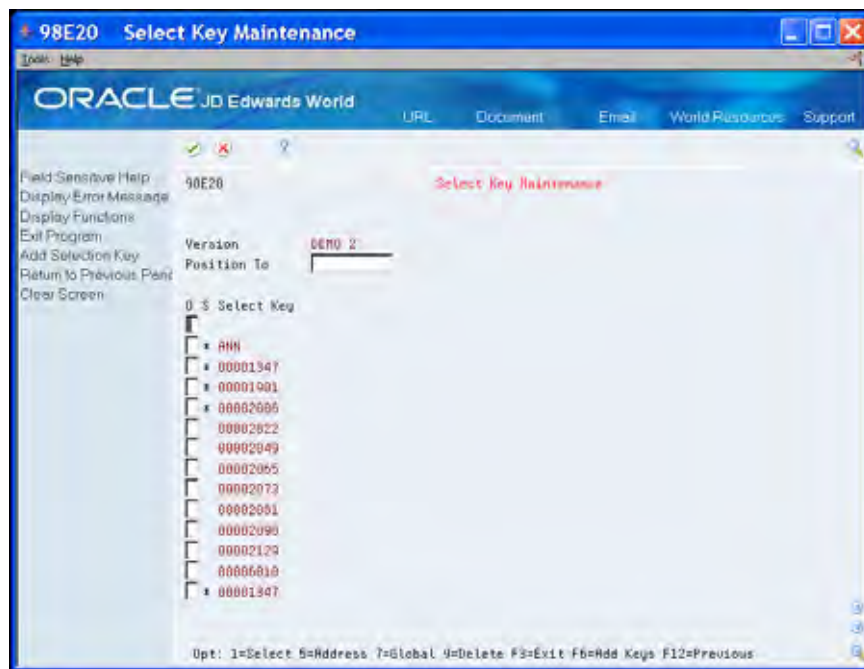 98E20 Select Key Maintenance
Tools Help
ORACLE JD Edwards World
URL Document Email World Resources Support
Field Sensitive Help
Display Error Message
Display Functions
Exit Program
Add Selection Key
Return to Previous Pane
Clear Screen
98E20 Select Key Maintenance
Version DEMO 2
Position To
O S Select Key
* ANN
* 00001347
* 00001901
* 00002006
00002022
00002049
00002065
00002073
00002081
00002090
00002129
00006010
* 00001347
Opt: 1=Select 5=Address 7=Global 9=Delete F3=Exit F6=Add Keys F12=Previous